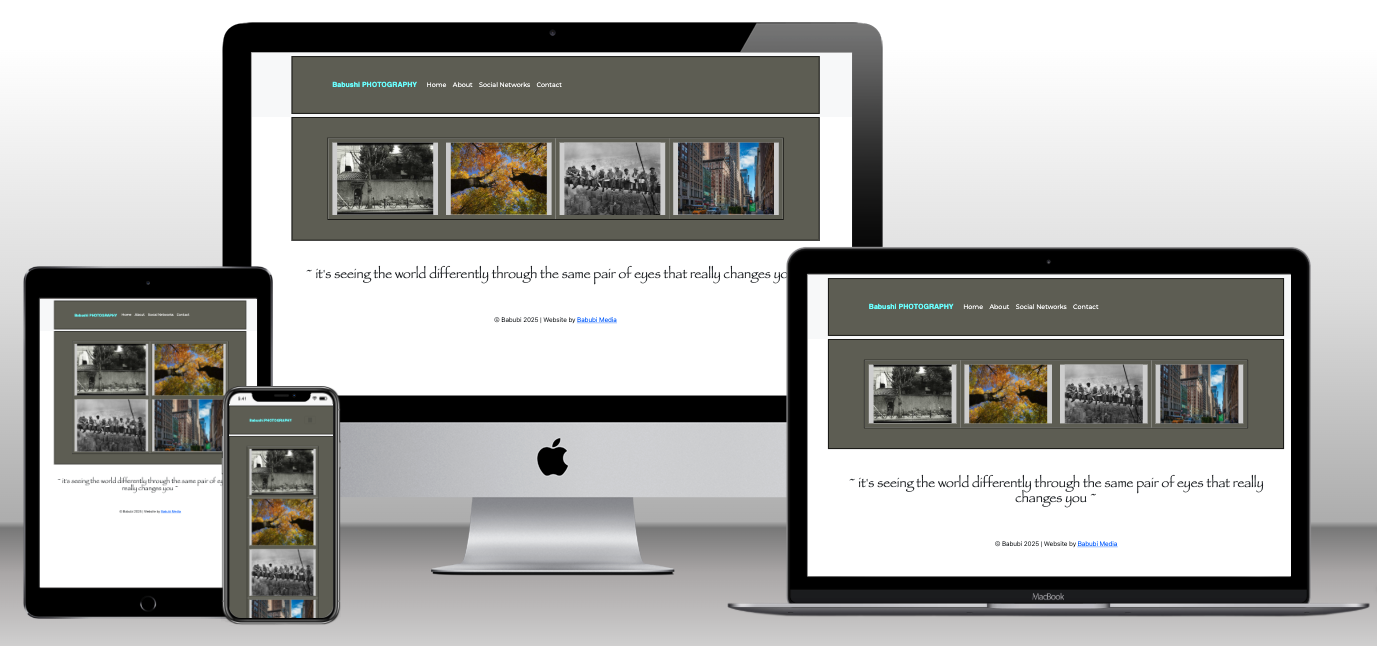 Babushi PHOTOGRAPHY Home About Social Networks Contact
~ it's seeing the world differently through the same pair of eyes that really changes yo
© Babubi 2025 | Website by Babubi Media
Babushi PHOTOGRAPHY Home About Social Networks Contact
~ it's seeing the world differently through the same pair of ey
really changes you ~
© Babubi 2025 | Website by Babubi Media
9:41
Babushi PHOTOGRAPHY
Babushi PHOTOGRAPHY Home About Social Networks Contact
~ it's seeing the world differently through the same pair of eyes that really
changes you ~
© Babubi 2025 | Website by Babubi Media
MacBook